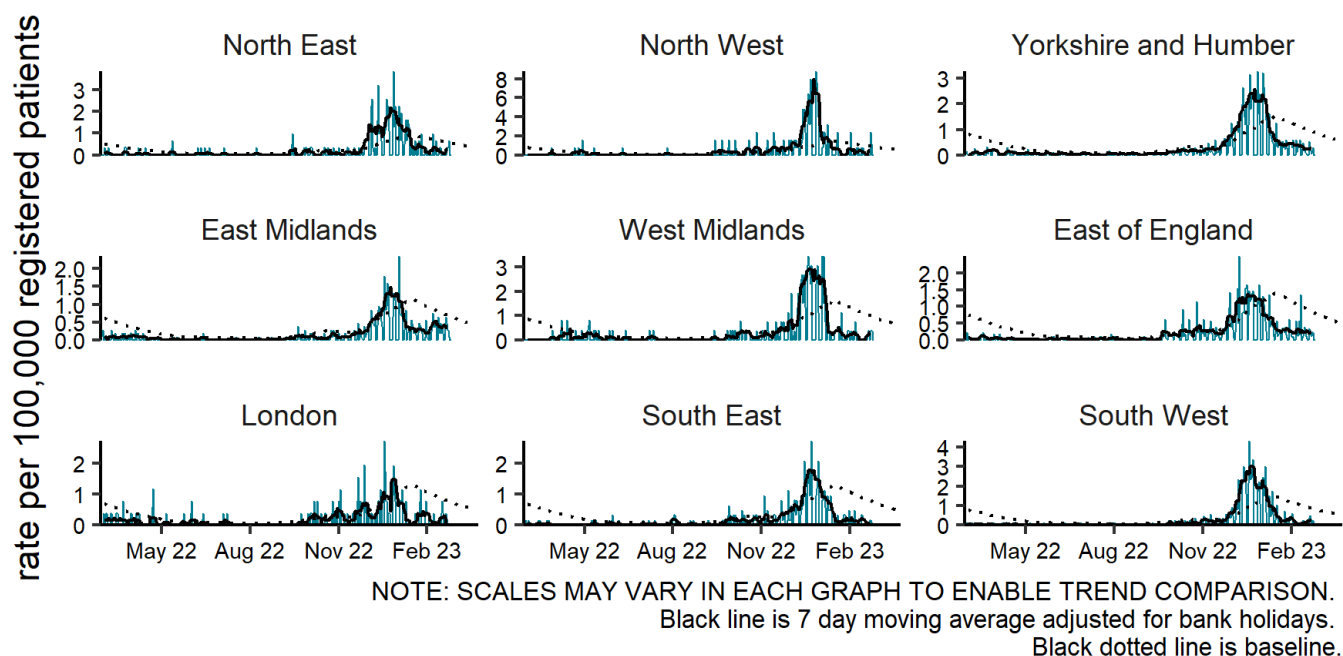 rate per 100,000 registered patients
North East
North West
Yorkshire and Humber
3
2
1
0
8
6
4
2
0
3
2
1
0
East Midlands
West Midlands
East of England
2.0
1.5
1.0
0.5
0.0
3
2
1
0
2.0
1.5
1.0
0.5
0.0
London
South East
South West
2
1
0
2
1
0
4
3
2
1
0
May 22 Aug 22 Nov 22 Feb 23
May 22 Aug 22 Nov 22 Feb 23
May 22 Aug 22 Nov 22 Feb 23
NOTE: SCALES MAY VARY IN EACH GRAPH TO ENABLE TREND COMPARISON.
Black line is 7 day moving average adjusted for bank holidays.
Black dotted line is baseline.